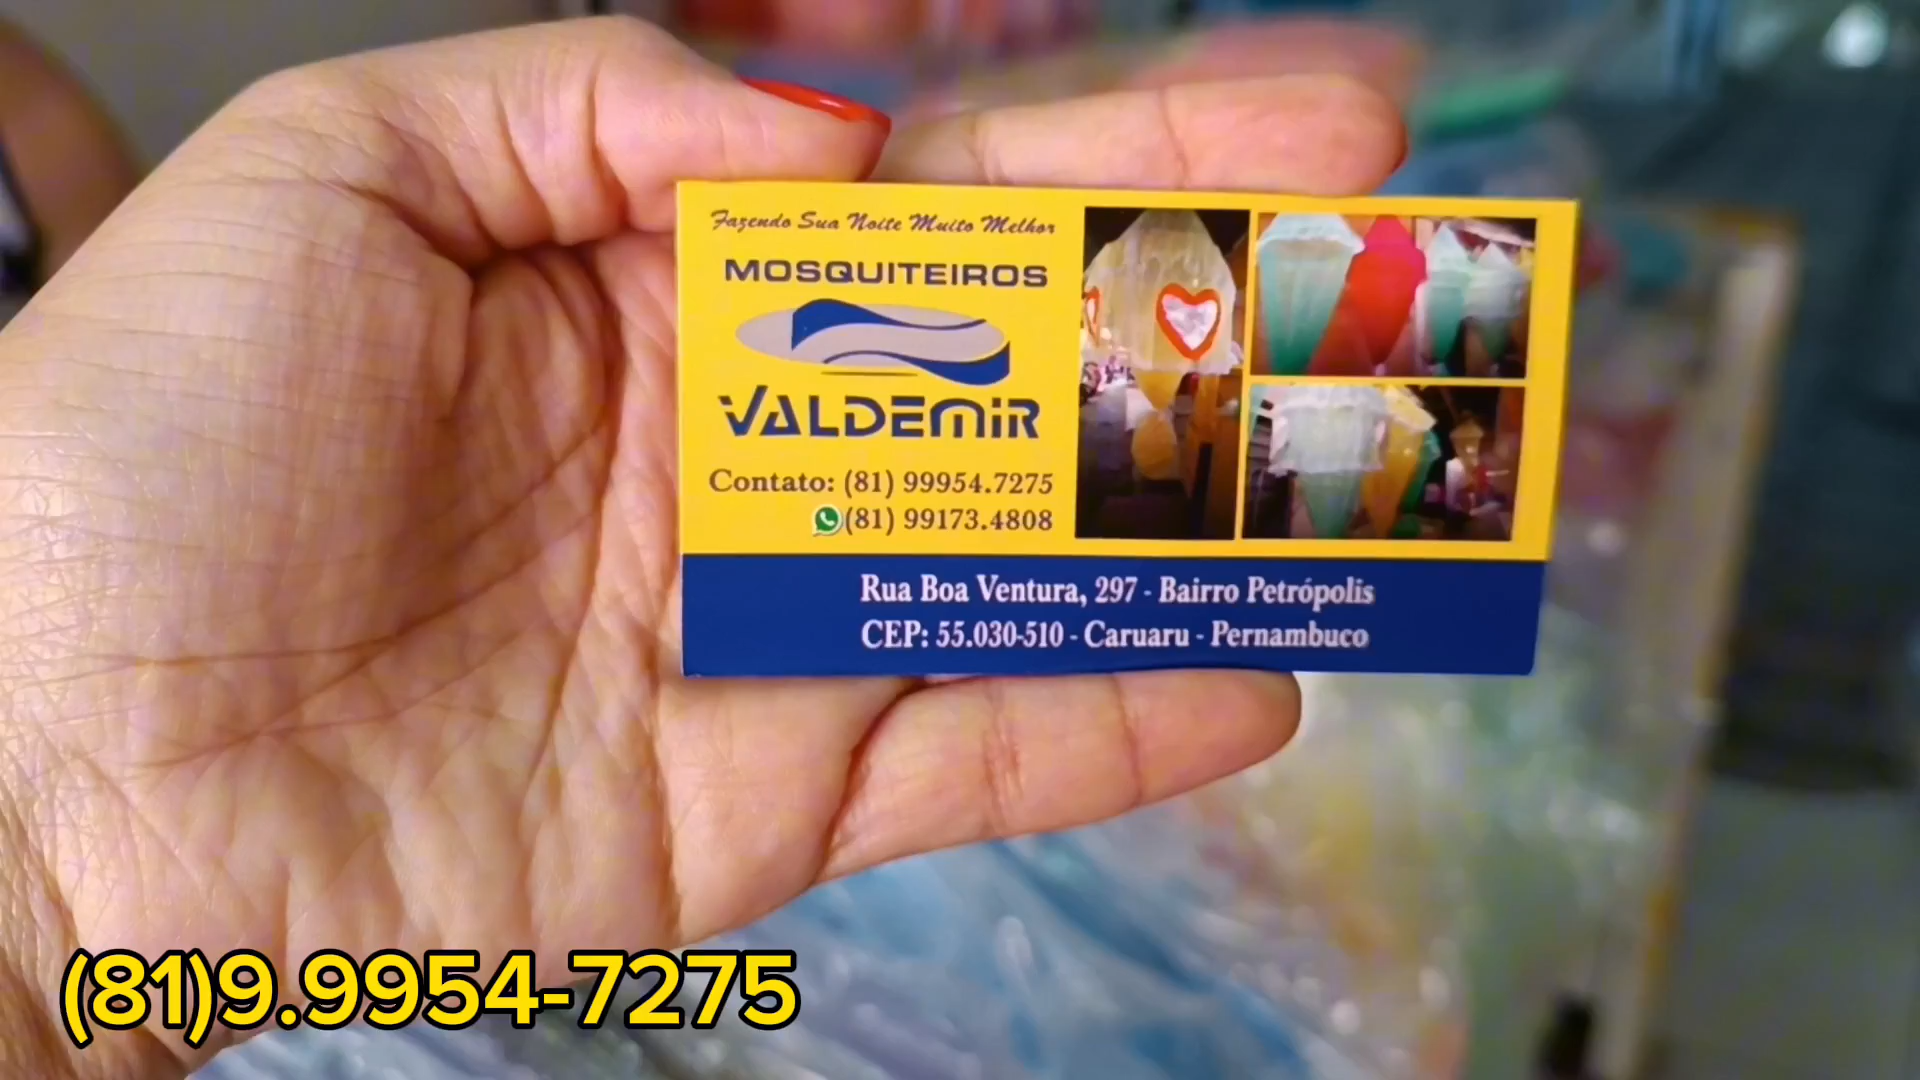 Fazendo Sua Noite Muito Melhor
MOSQUITEIROS
VALDEMIR
Contato: (81) 99954.7275
(81) 99173.4808
Rua Boa Ventura, 297 - Bairro Petrópolis
CEP: 55.030-510 - Caruaru - Pernambuco
(81)9.9954-7275